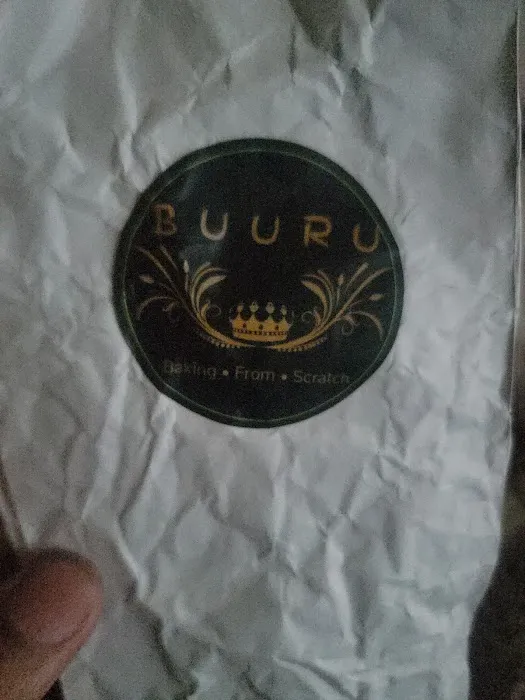 BUURU
Baking • From • Scratch